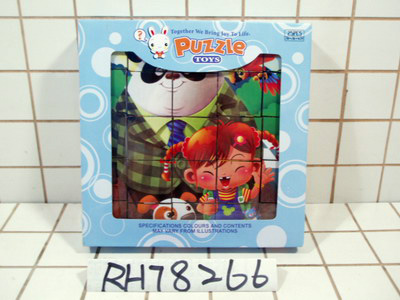 ?
Together We Bring Joy To Life
PUZZLE
TOYS
SPECIFICATIONS COLOURS AND CONTENTS
MAY VARY FROM ILLUSTRATIONS
RH78266